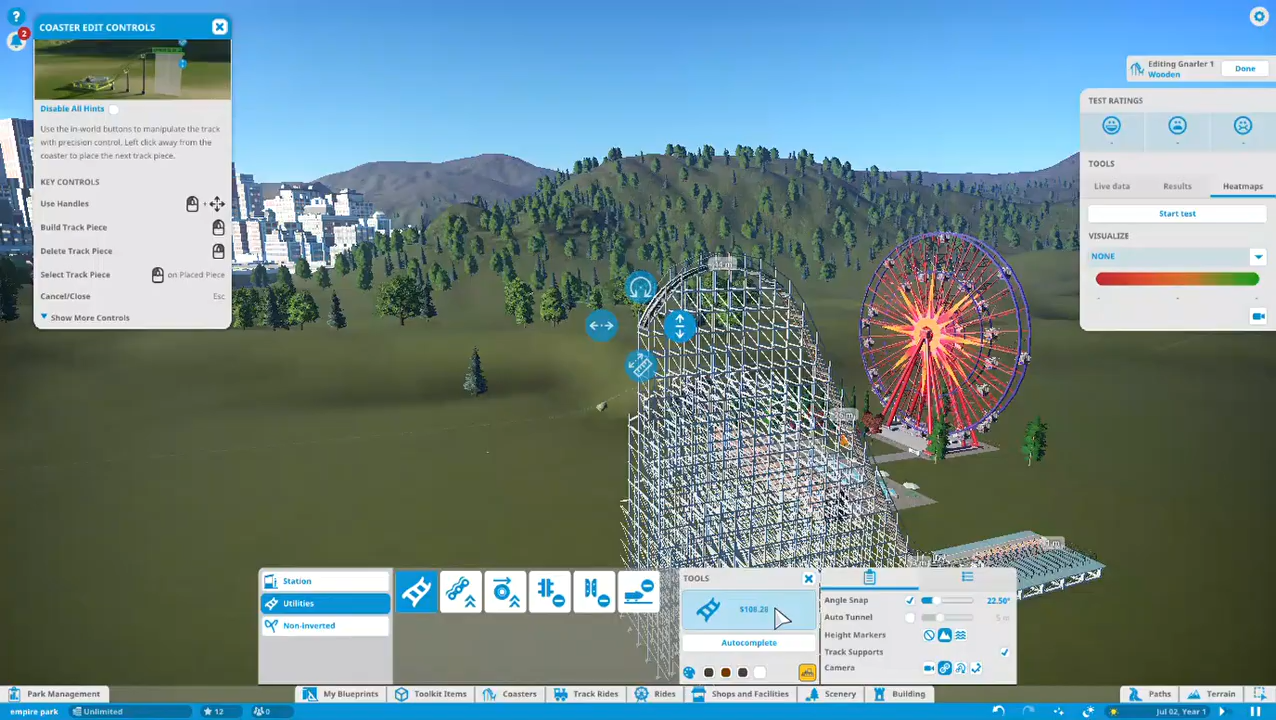 ?
2
COASTER EDIT CONTROLS
Disable All Hints
Use the in-world buttons to manipulate the track
with precision control. Left click away from the
coaster to place the next track piece.
KEY CONTROLS
Use Handles
Build Track Piece
Delete Track Piece
Select Track Piece
on Placed Piece
Cancel/Close
Esc
Show More Controls
Editing Gnarler 1
Wooden
Done
TEST RATINGS
- - -
TOOLS
Live data
Results
Heatmaps
Start test
VISUALIZE
NONE
- - -
Station
Utilities
Non-Inverted
TOOLS
$108.28
Autocomplete
Angle Snap
22.50°
Auto Tunnel
5 m
Height Markers
Track Supports
Camera
Park Management
My Blueprints
Toolkit Items
Coasters
Track Rides
Rides
Shops and Facilities
Scenery
Building
Paths
Terrain
empire park
Unlimited
12
0
Jul 02, Year 1